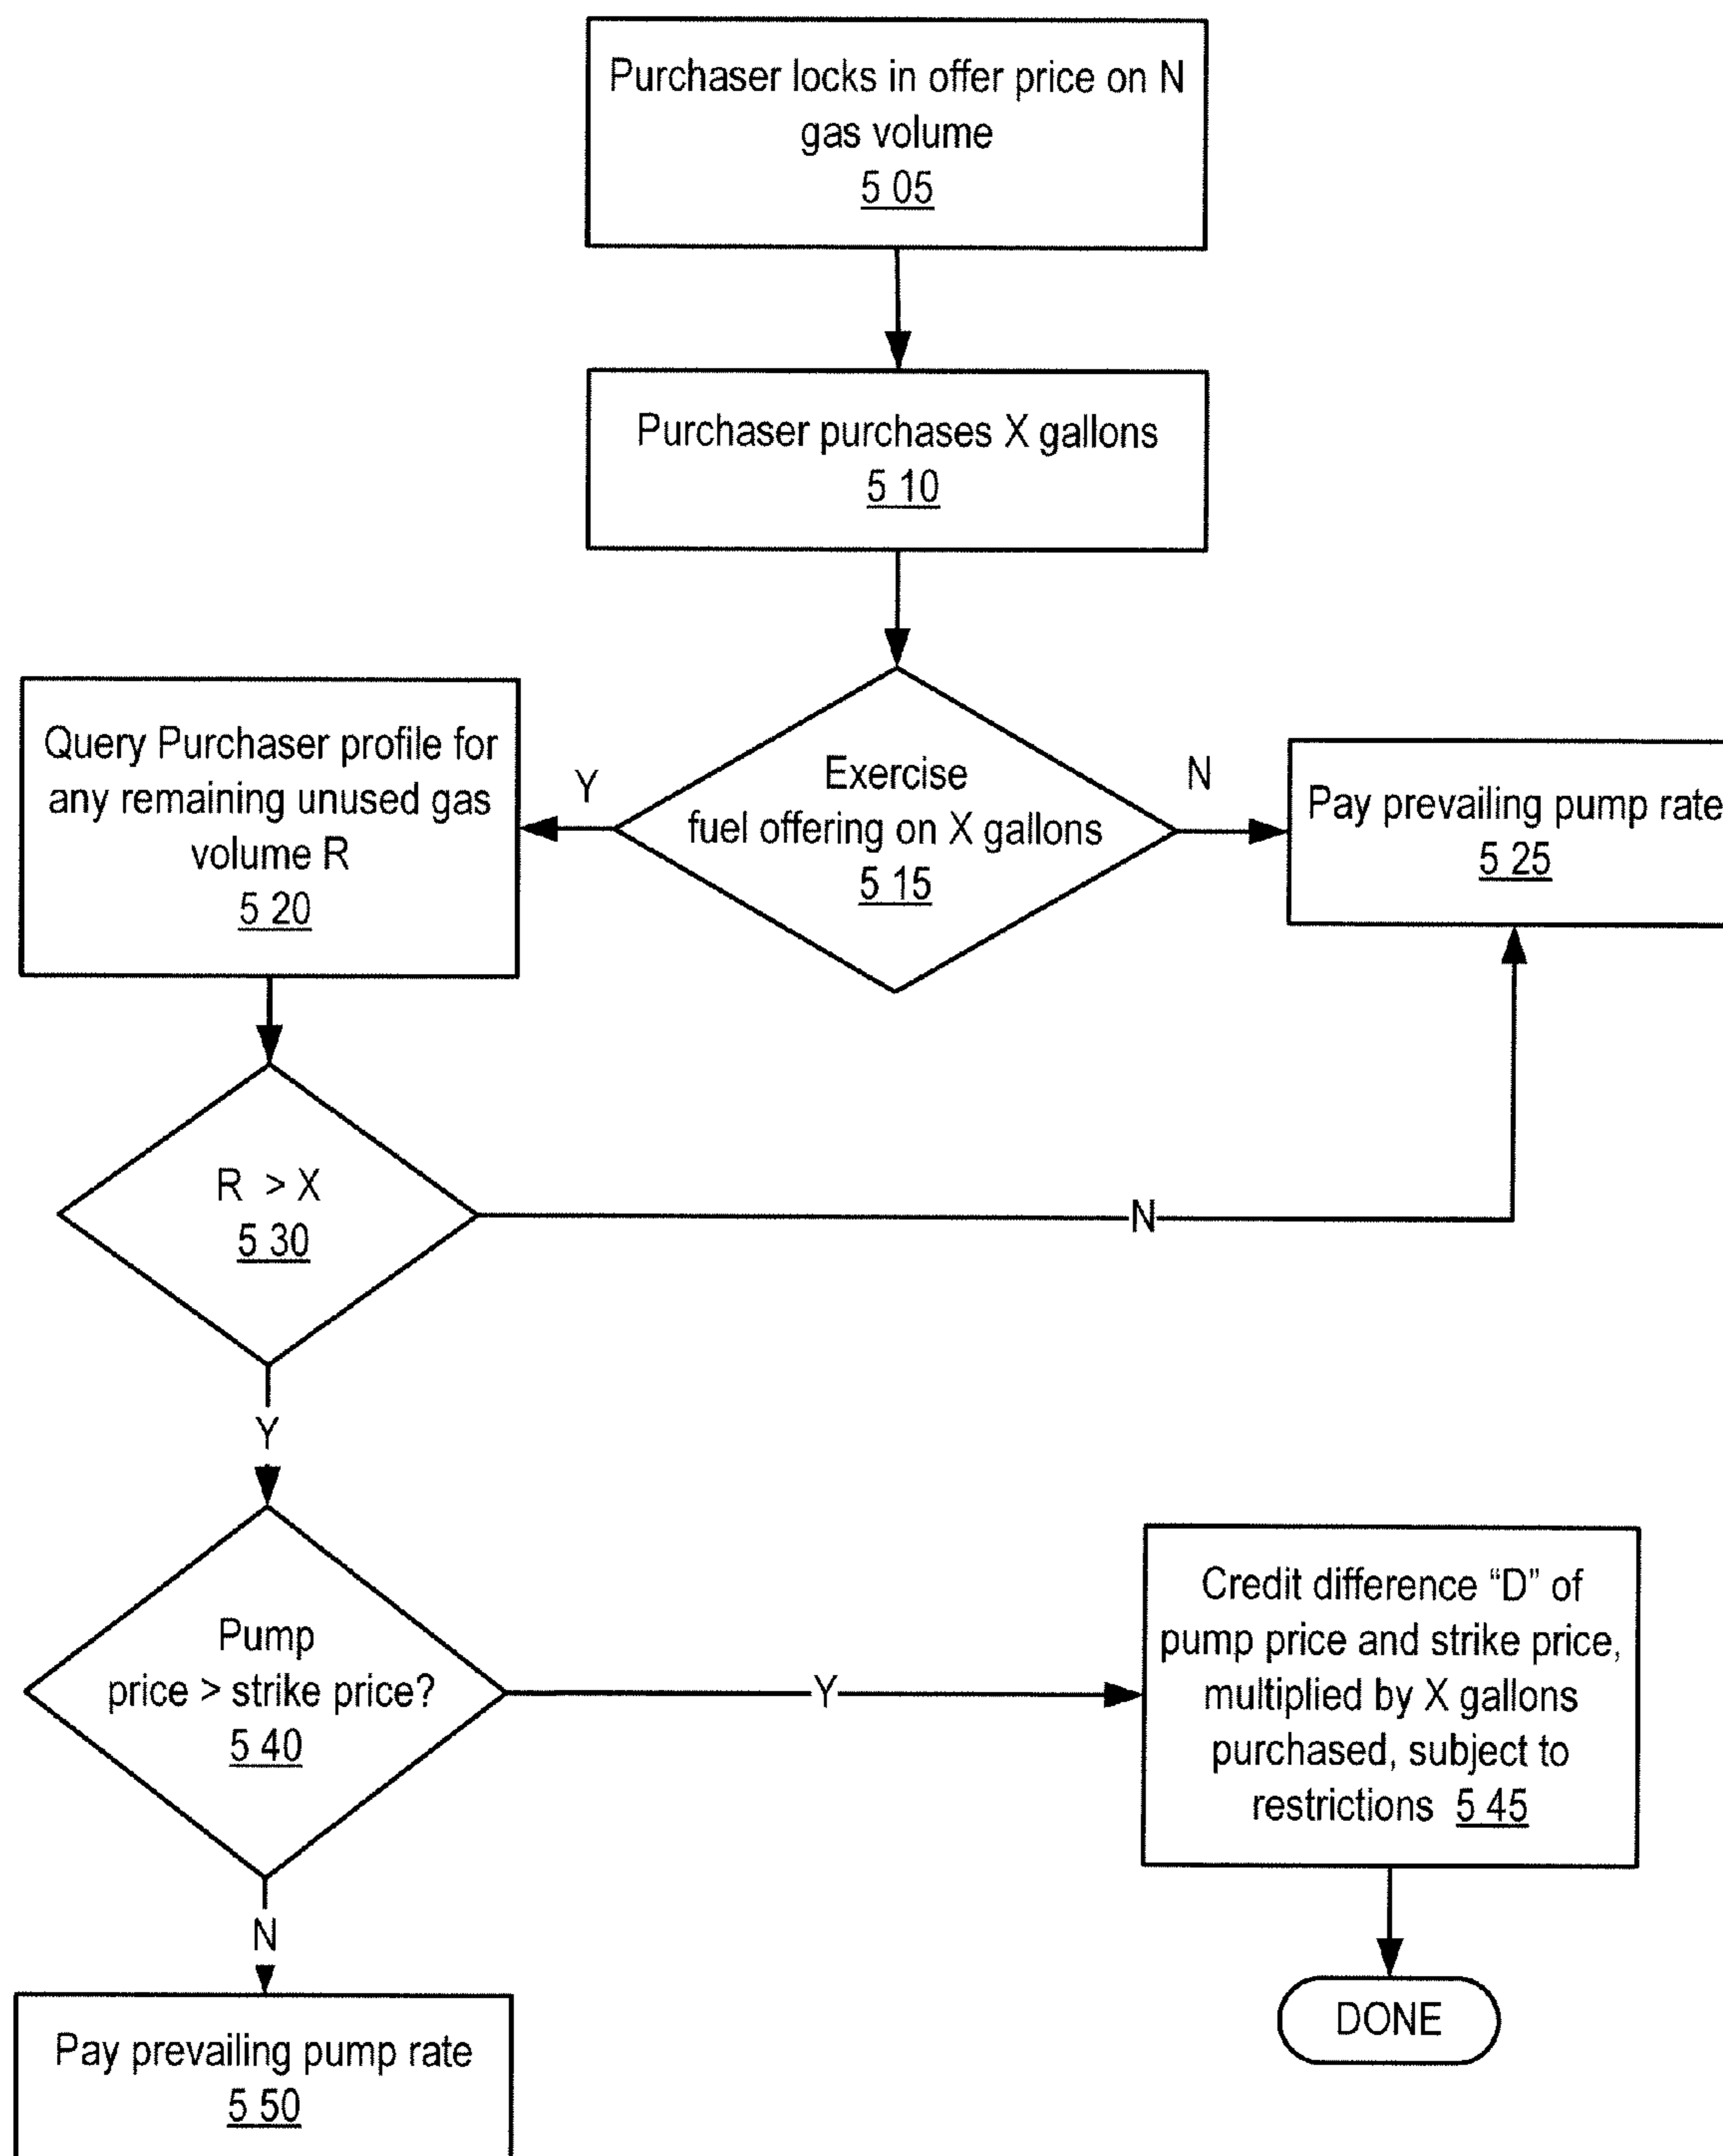 Purchaser locks in offer price on N
gas volume
5 05
Purchaser purchases X gallons
5 10
Exercise
fuel offering on X gallons
5 15
Y
N
Query Purchaser profile for
any remaining unused gas
volume R
5 20
Pay prevailing pump rate
5 25
R > X
5 30
N
Y
Pump
price > strike price?
5 40
Y
Credit difference “D” of
pump price and strike price,
multiplied by X gallons
purchased, subject to
restrictions 5 45
N
DONE
Pay prevailing pump rate
5 50